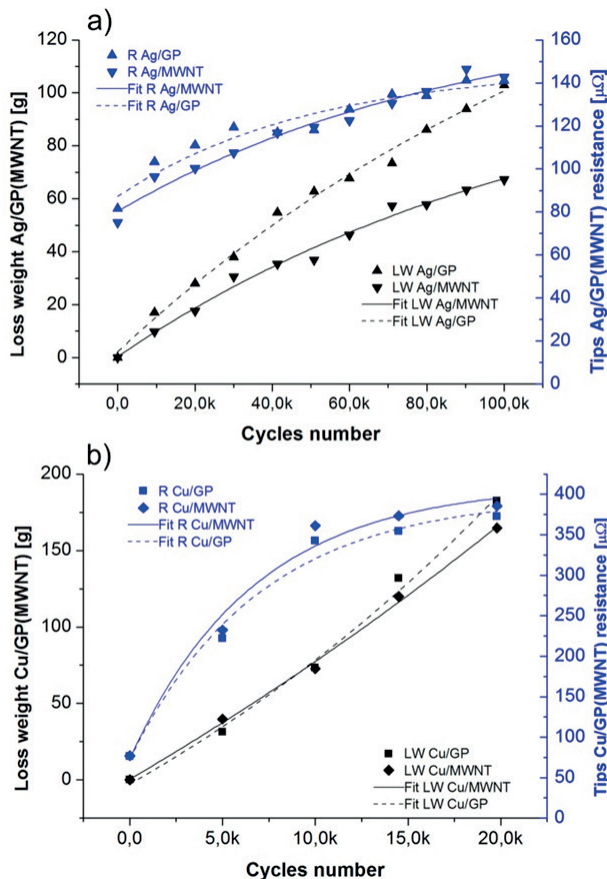 a)
120
100
80
60
40
20
0
Loss weight Ag/GP(MWNT) [g]
R Ag/GP
R Ag/MWNT
Fit R Ag/MWNT
Fit R Ag/GP
LW Ag/GP
LW Ag/MWNT
Fit LW Ag/MWNT
Fit LW Ag/GP
160
140
120
100
80
60
40
20
0
Tips Ag/GP(MWNT) resistance [μΩ]
0,0 20,0k 40,0k 60,0k 80,0k 100,0k
Cycles number
b)
200
150
100
50
0
Loss weight Cu/GP(MWNT) [g]
R Cu/GP
R Cu/MWNT
Fit R Cu/MWNT
Fit R Cu/GP
LW Cu/GP
LW Cu/MWNT
Fit LW Cu/MWNT
Fit LW Cu/GP
400
350
300
250
200
150
100
50
0
Tips Cu/GP(MWNT) resistance [μΩ]
0,0 5,0k 10,0k 15,0k 20,0k
Cycles number